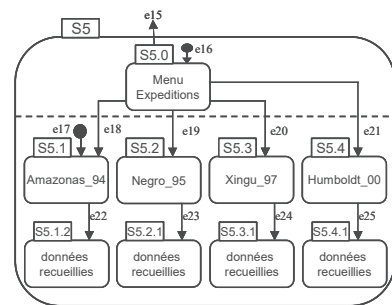 e15
S5
S5.0
e16
Menu
Expeditions
e17
e18
e19
e20
e21
S5.1
S5.2
S5.3
S5.4
Amazonas_94
Negro_95
Xingu_97
Humboldt_00
e22
e23
e24
e25
S5.1.2
S5.2.1
S5.3.1
S5.4.1
données
recueillies
données
recueillies
données
recueillies
données
recueillies